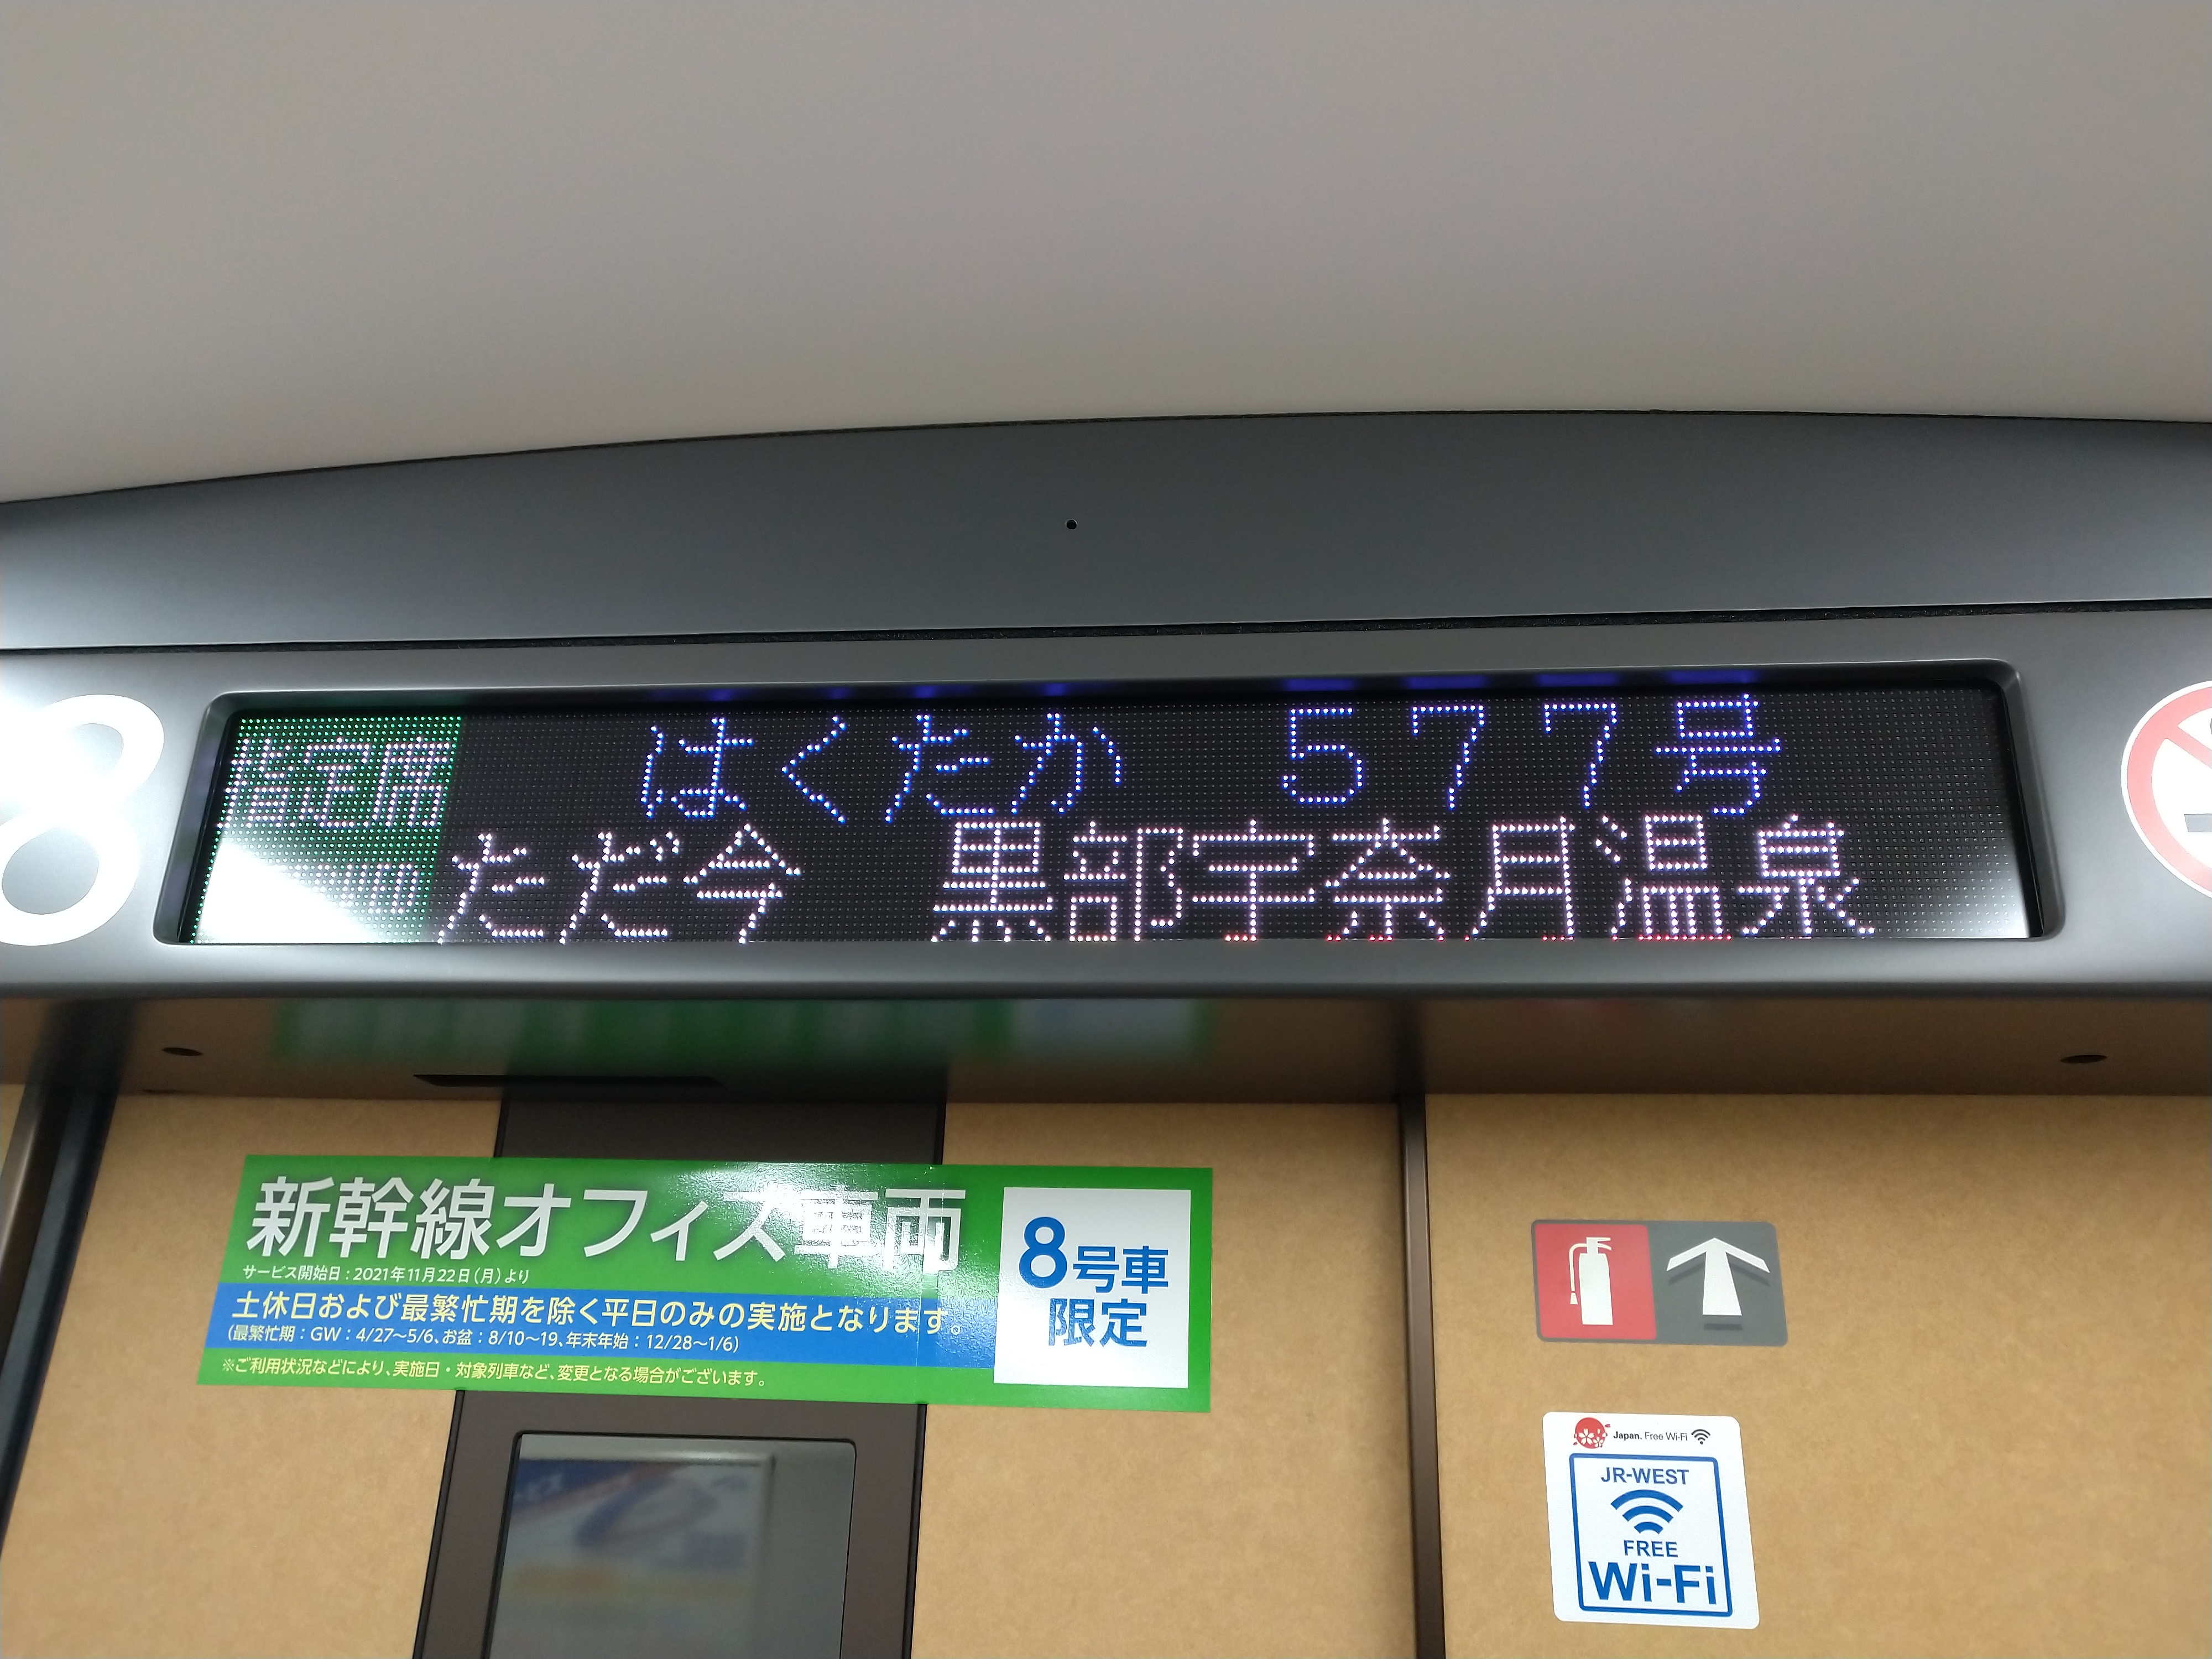 8
指定席
はくたか 577号
ただ今 黒部宇奈月温泉
新幹線オフィス車両
サービス開始日：2021年11月22日（月）より
土休日および最繁忙期を除く平日のみの実施となります。
（最繁忙期：GW：4/27～5/6、お盆：8/10～19、年末年始：12/28～1/6）
※ご利用状況などにより、実施日・対象列車など、変更となる場合がございます。
8号車
限定
Japan. Free Wi-Fi
JR-WEST
FREE
Wi-Fi